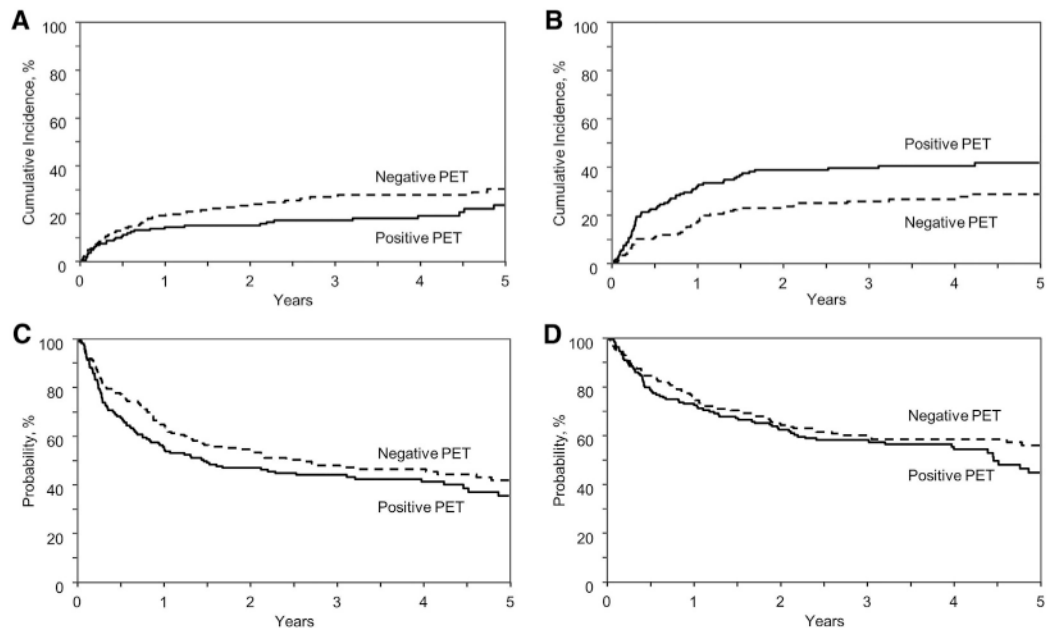 A
Cumulative Incidence, %
100
80
60
40
20
0
Negative PET
Positive PET
0 1 2 3 4 5
Years
B
Cumulative Incidence, %
100
80
60
40
20
0
Positive PET
Negative PET
0 1 2 3 4 5
Years
C
Probability, %
100
80
60
40
20
0
Negative PET
Positive PET
0 1 2 3 4 5
Years
D
Probability, %
100
80
60
40
20
0
Negative PET
Positive PET
0 1 2 3 4 5
Years